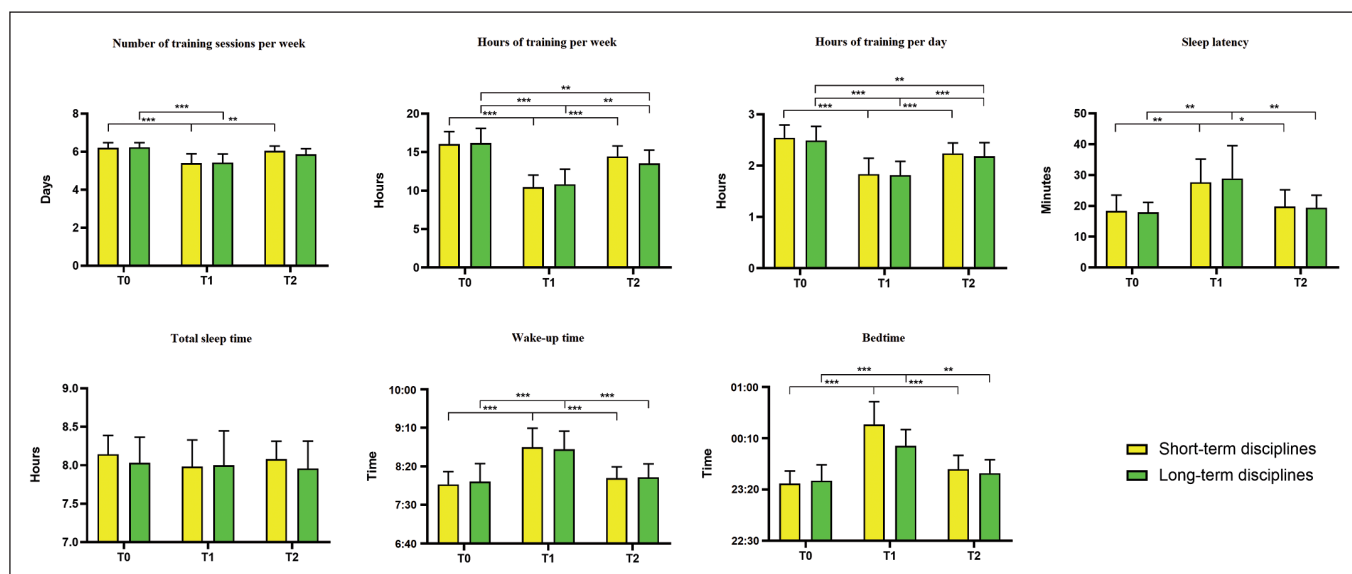 Number of training sessions per week
Hours of training per week
Hours of training per day
Sleep latency
***
***
**
Days
8
6
4
2
0
T0
T1
T2
**
***
**
***
***
Hours
20
15
10
5
0
T0
T1
T2
**
***
***
***
***
Hours
3
2
1
0
T0
T1
T2
**
**
**
*
Minutes
50
40
30
20
10
0
T0
T1
T2
Total sleep time
Wake-up time
Bedtime
Hours
9.0
8.5
8.0
7.5
7.0
T0
T1
T2
***
***
***
***
Time
10:00
9:10
8:20
7:30
6:40
T0
T1
T2
***
**
***
***
Time
01:00
00:10
23:20
22:30
T0
T1
T2
Short-term disciplines
Long-term disciplines